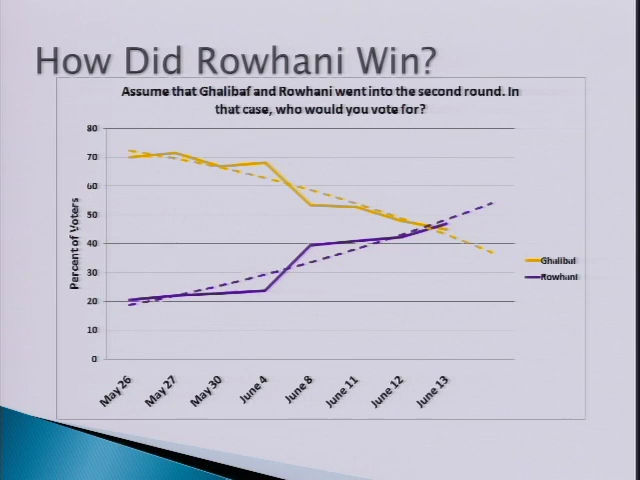 How Did Rowhani Win?
Assume that Ghalibaf and Rowhani went into the second round. In
that case, who would you vote for?
80
70
60
50
40
30
20
10
0
Percent of Voters
May 26
May 27
May 30
June 4
June 8
June 11
June 12
June 13
Ghalibaf
Rowhani